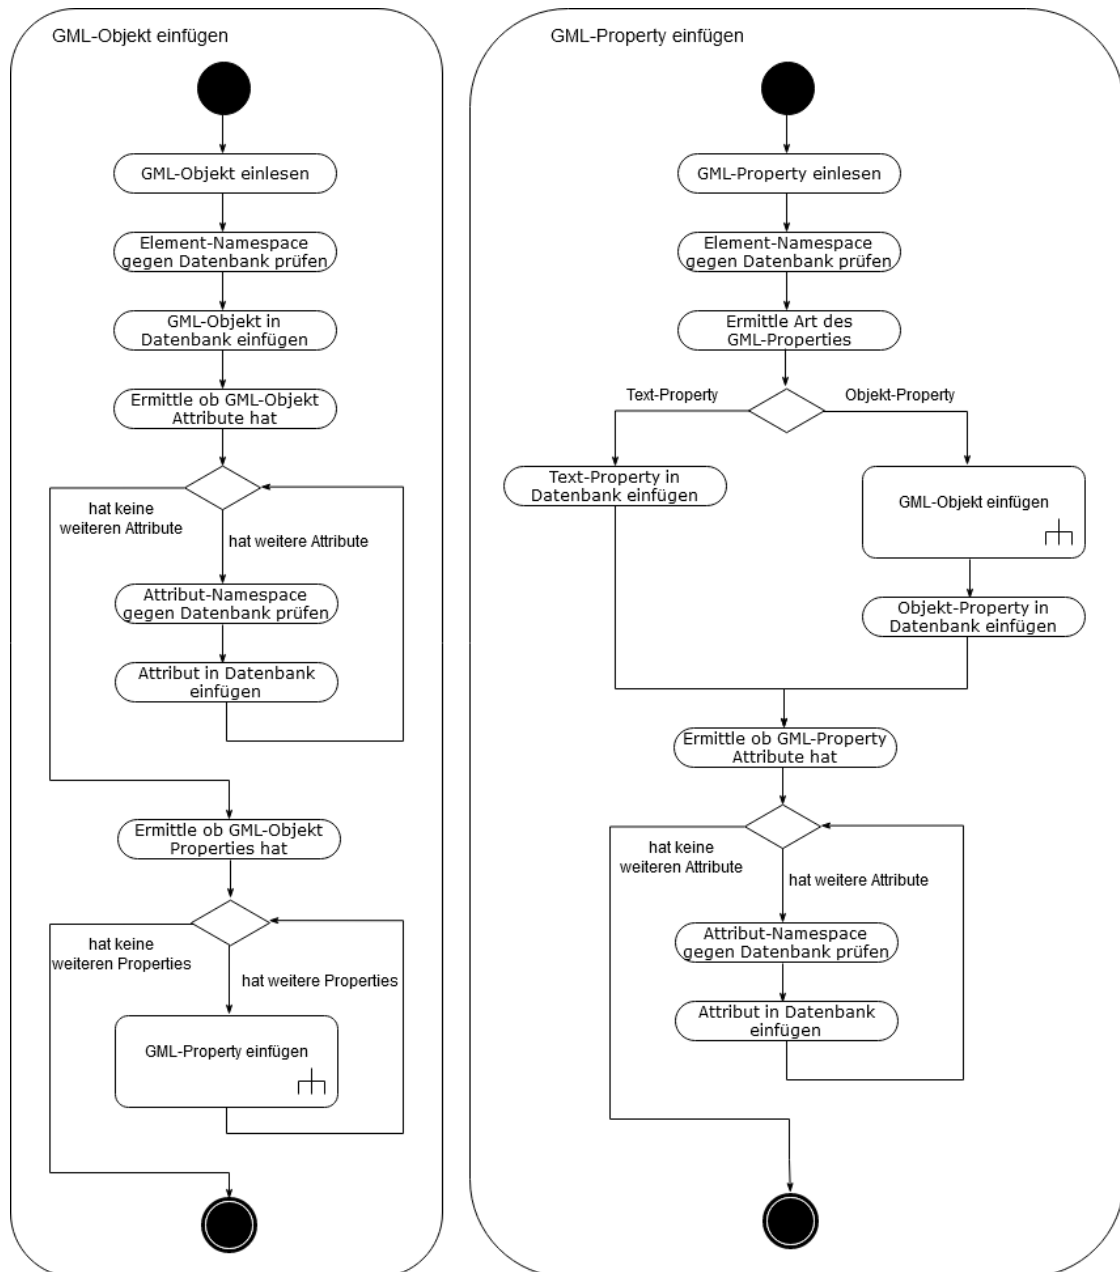 GML-Objekt einfügen
GML-Objekt einlesen
Element-Namespace
gegen Datenbank prüfen
GML-Objekt in
Datenbank einfügen
Ermittle ob GML-Objekt
Attribute hat
hat keine
weiteren Attribute
hat weitere Attribute
Attribut-Namespace
gegen Datenbank prüfen
Attribut in Datenbank
einfügen
Ermittle ob GML-Objekt
Properties hat
hat keine
weiteren Properties
hat weitere Properties
GML-Property einfügen
GML-Property einfügen
GML-Property einlesen
Element-Namespace
gegen Datenbank prüfen
Ermittle Art des
GML-Properties
Text-Property
Objekt-Property
Text-Property in
Datenbank einfügen
GML-Objekt einfügen
Objekt-Property in
Datenbank einfügen
Ermittle ob GML-Property
Attribute hat
hat keine
weiteren Attribute
hat weitere Attribute
Attribut-Namespace
gegen Datenbank prüfen
Attribut in Datenbank
einfügen